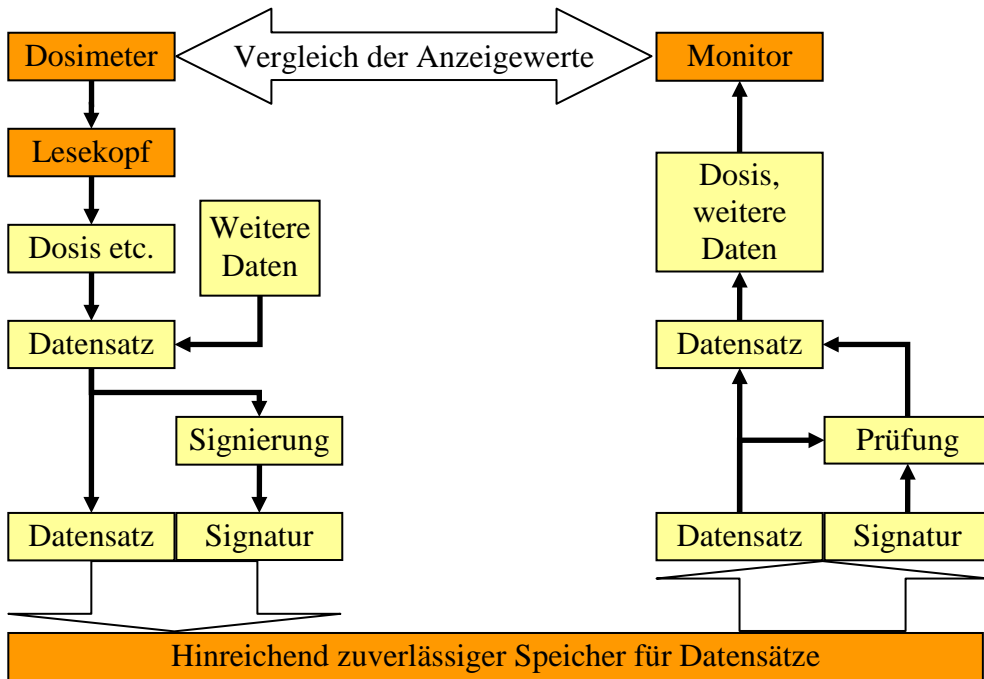 Dosimeter
Vergleich der Anzeigewerte
Monitor
Lesekopf
Dosis etc.
Weitere
Daten
Datensatz
Signierung
Datensatz
Signatur
Dosis,
weitere
Daten
Datensatz
Prüfung
Datensatz
Signatur
Hinreichend zuverlässiger Speicher für Datensätze